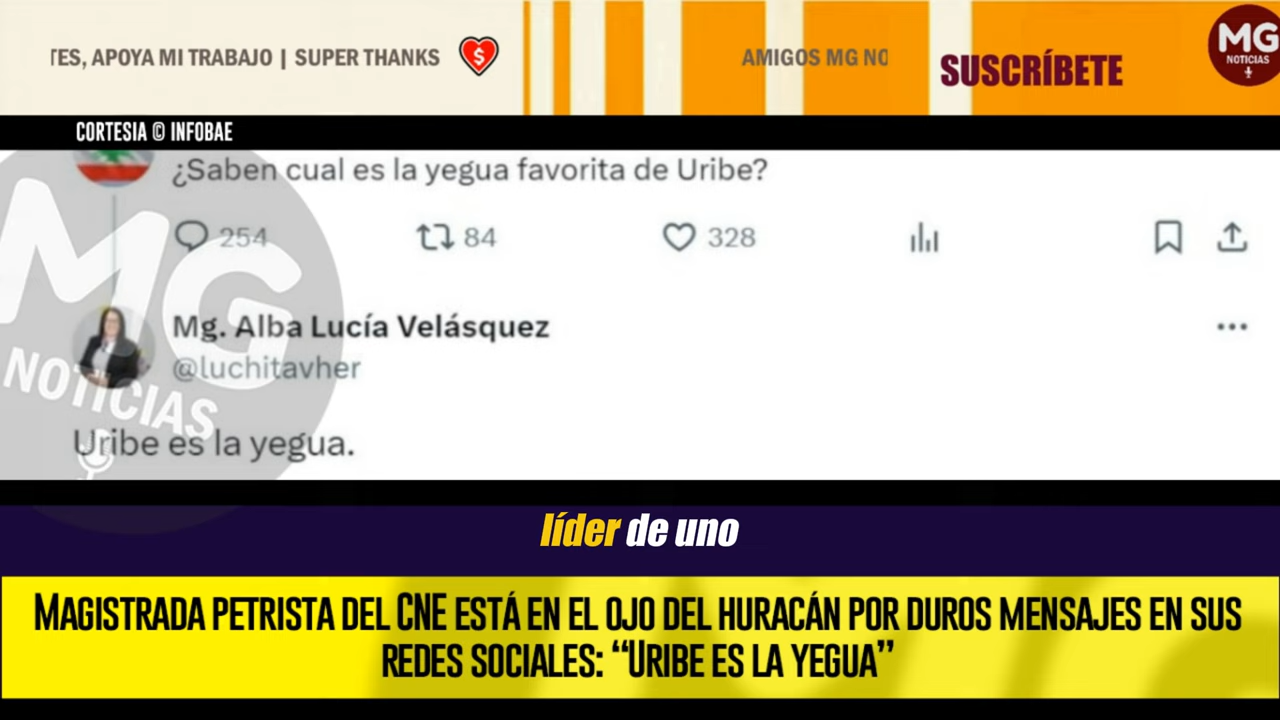 TES, APOYA MI TRABAJO | SUPER THANKS
AMIGOS MG NO
SUSCRÍBETE
MG
NOTICIAS
CORTESIA © INFOBAE
¿Saben cual es la yegua favorita de Uribe?
254 84 328
Mg. Alba Lucía Velásquez
@luchitavher
Uribe es la yegua.
MG
NOTICIAS
líder de uno
MAGISTRADA PETRISTA DEL CNE ESTÁ EN EL OJO DEL HURACÁN POR DUROS MENSAJES EN SUS
REDES SOCIALES: “URIBE ES LA YEGUA”